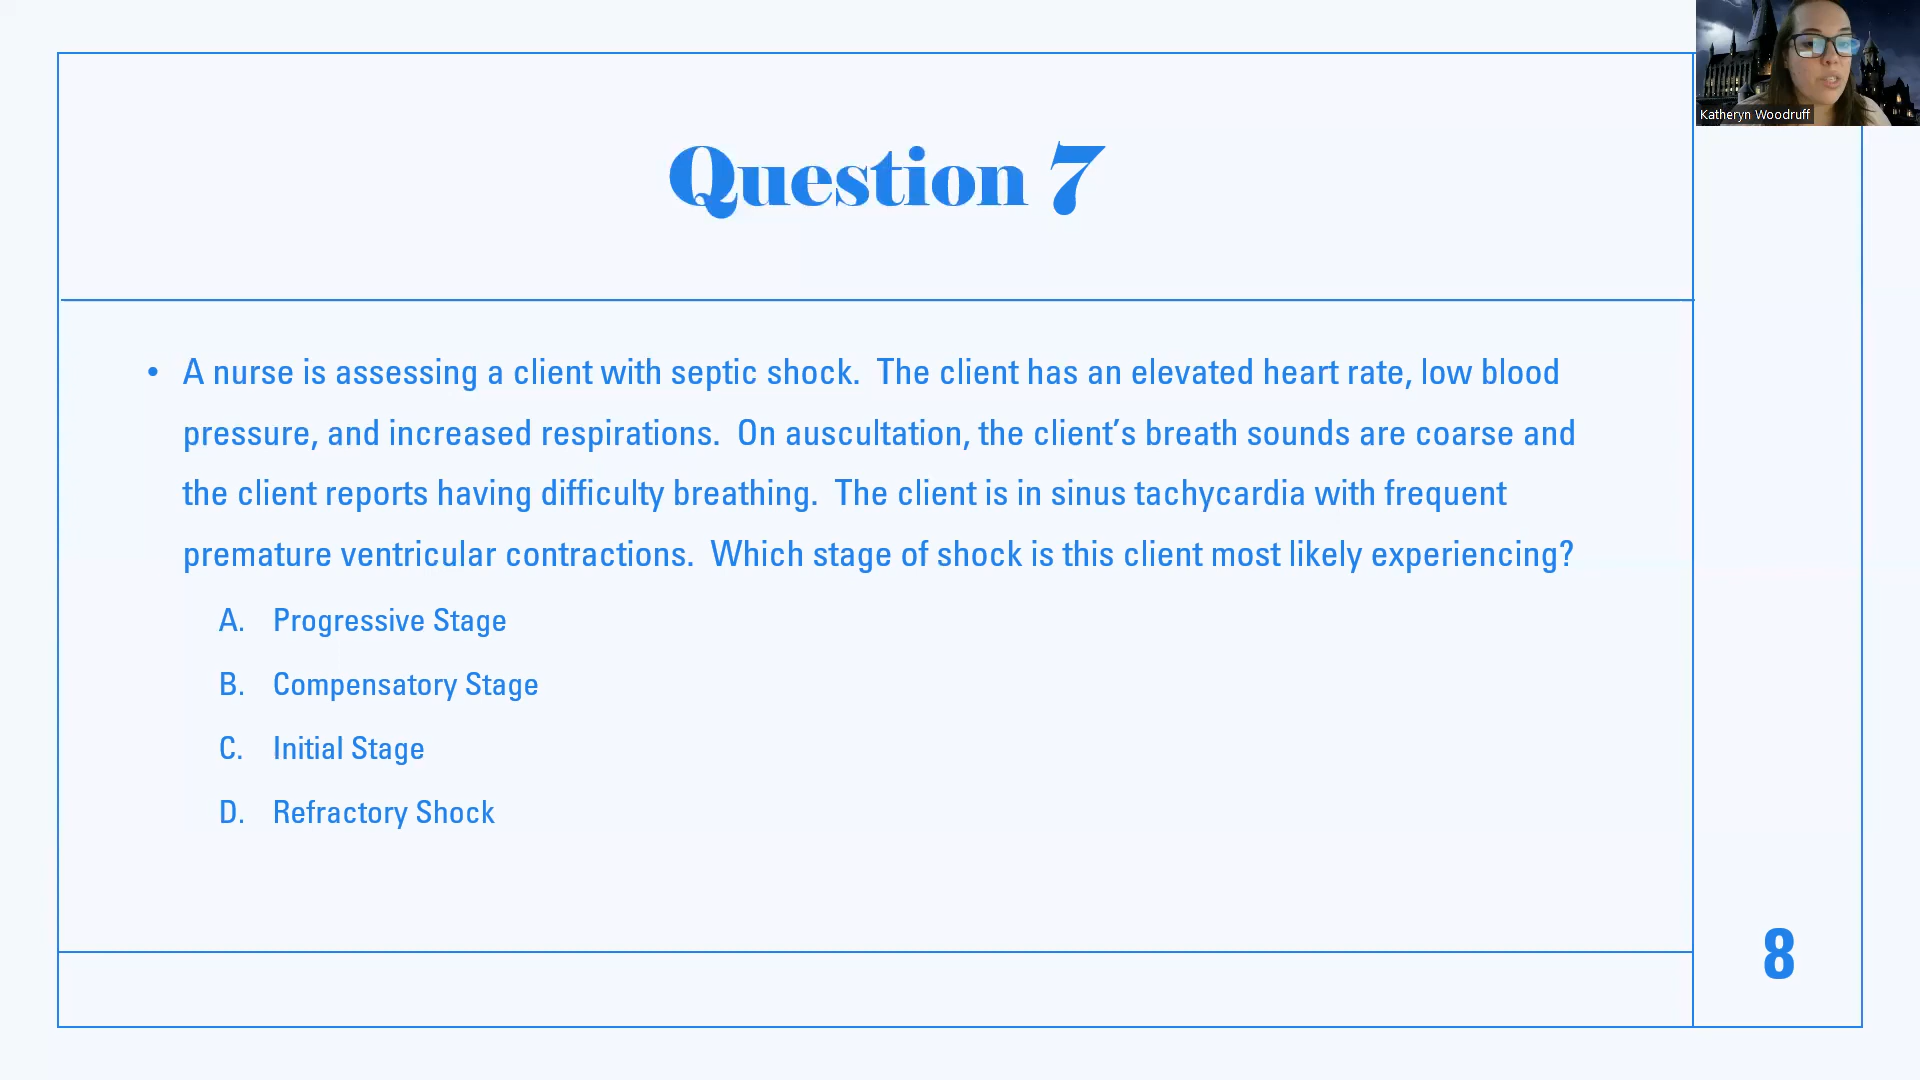 Katheryn Woodruff
Question 7
• A nurse is assessing a client with septic shock.  The client has an elevated heart rate, low blood
pressure, and increased respirations.  On auscultation, the client’s breath sounds are coarse and
the client reports having difficulty breathing.  The client is in sinus tachycardia with frequent
premature ventricular contractions.  Which stage of shock is this client most likely experiencing?
A. Progressive Stage
B. Compensatory Stage
C. Initial Stage
D. Refractory Shock
8